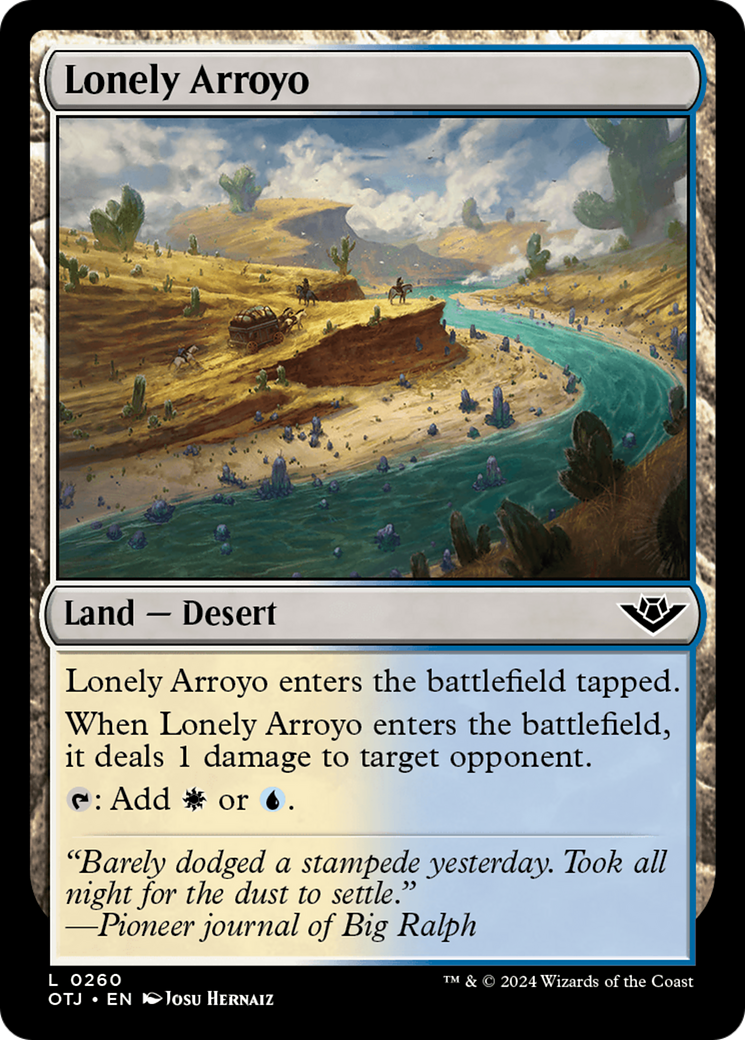 Lonely Arroyo
Land — Desert
Lonely Arroyo enters the battlefield tapped.
When Lonely Arroyo enters the battlefield,
it deals 1 damage to target opponent.
: Add or .
“Barely dodged a stampede yesterday. Took all
night for the dust to settle.”
—Pioneer journal of Big Ralph
L 0260
OTJ • EN Josu Hernaiz
™ & © 2024 Wizards of the Coast